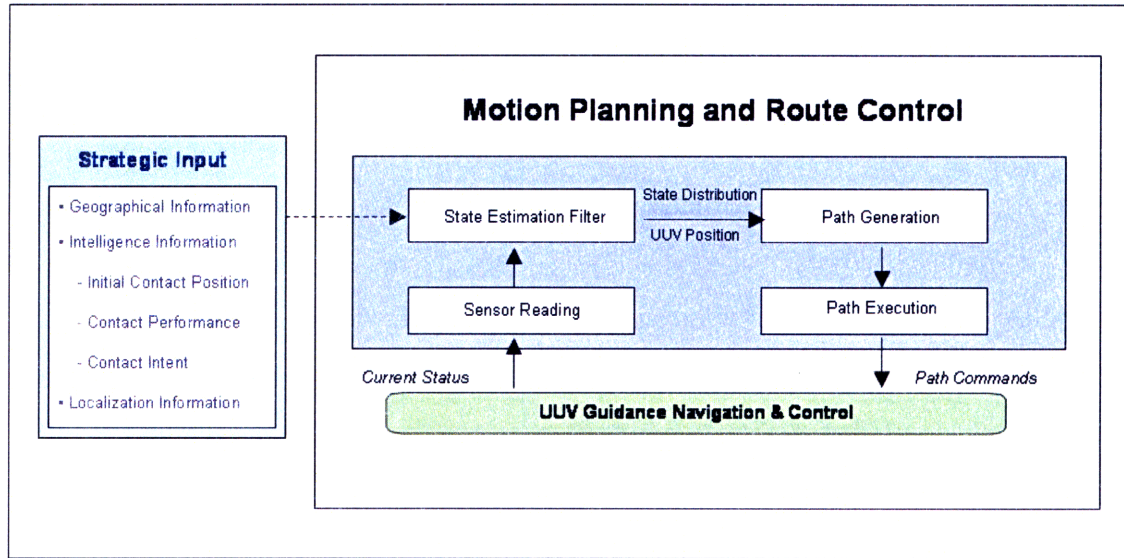 Motion Planning and Route Control
Strategic Input
• Geographical Information
• Intelligence Information
- Initial Contact Position
- Contact Performance
- Contact Intent
• Localization Information
State Estimation Filter
State Distribution
UUV Position
Path Generation
Sensor Reading
Path Execution
Current Status
Path Commands
UUV Guidance Navigation & Control